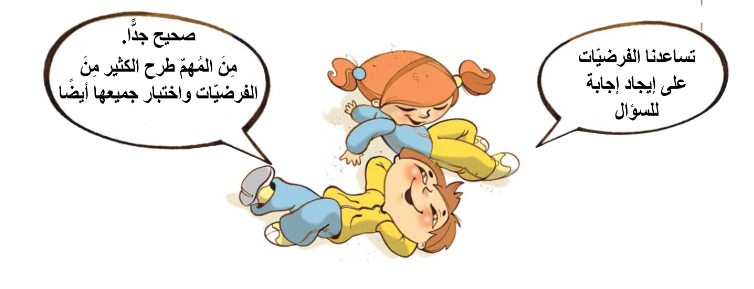 تساعدنا الفرضيّات
على إيجاد إجابة
للسؤال
صحيح جدًّا.
مِنَ المُهمّ طرح الكثير مِنَ
الفرضيّات واختبار جميعها أيضًا